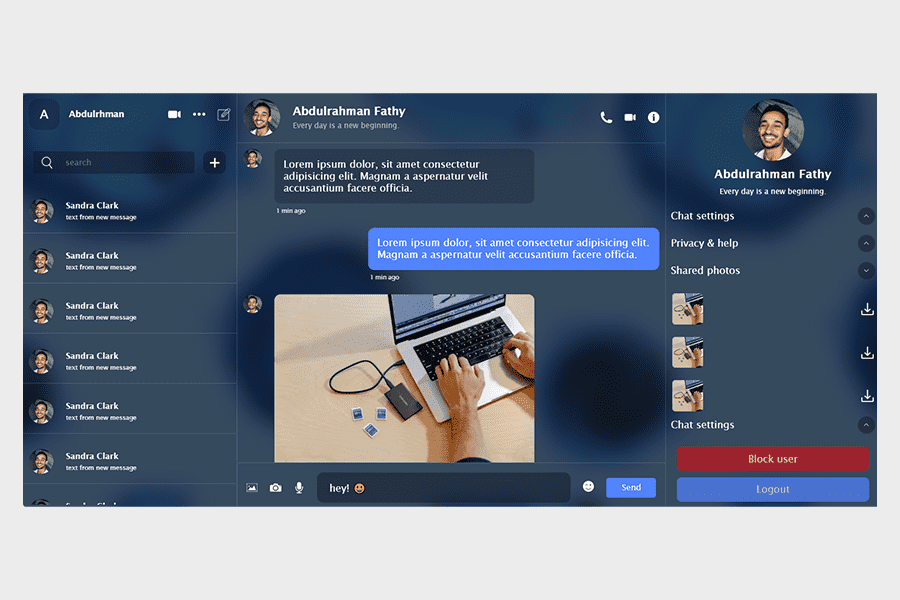 A
Abdulrhman
search
Sandra Clark
text from new message
Sandra Clark
text from new message
Sandra Clark
text from new message
Sandra Clark
text from new message
Sandra Clark
text from new message
Sandra Clark
text from new message
Abdulrahman Fathy
Every day is a new beginning.
Lorem ipsum dolor, sit amet consectetur
adipisicing elit. Magnam a aspernatur velit
accusantium facere officia.
1 min ago
Lorem ipsum dolor, sit amet consectetur adipisicing elit.
Magnam a aspernatur velit accusantium facere officia.
1 min ago
hey! 😃
Send
Abdulrahman Fathy
Every day is a new beginning.
Chat settings
Privacy & help
Shared photos
Chat settings
Block user
Logout